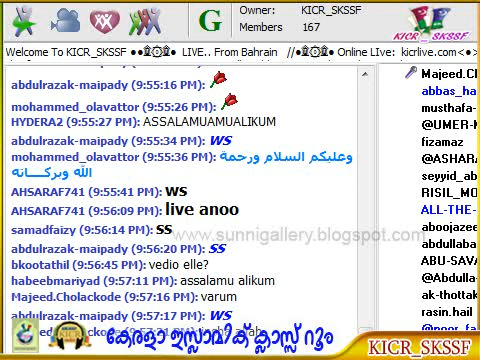 Owner: KICR_SKSSF
Members 167
KICR_SKSSF
Welcome To KICR_SKSSF ●●۩۞۩● LIVE.. From Bahrain //●۩۞۩● Online LIve: kicrlive.com<●>
abdulrazak-maipady (9:55:16 PM):
mohammed_olavattor (9:55:26 PM):
HYDERA2 (9:55:27 PM): ASSALAMUAMUALIKUM
abdulrazak-maipady (9:55:34 PM): WS
mohammed_olavattor (9:55:36 PM): وعليكم السلام ورحمة
الله وبركــــاته
AHSARAF741 (9:55:41 PM): ws
AHSARAF741 (9:56:09 PM): live anoo
samadfaizy (9:56:14 PM): SS
www.sunnigallery.blogspot.com
abdulrazak-maipady (9:56:20 PM): SS
bkootathil (9:56:45 PM): vedio elle?
habeebmariyad (9:57:11 PM): assalamu alikum
Majeed.Cholackode (9:57:16 PM): varum
abdulrazak-maipady (9:57:17 PM): WS
Majeed.C
abbas_ha
musthafa-
@UMER-K
fizamaz
@ASHARA
seyyid_ab
RISIL_MO
ALL-THE-
aboojazee
abdullaba
ABU-SAVA
@Abdulla-
ak-thottak
rasin.hail
@noor_fa
കേരളാ ഇസ്ലാമിക് ക്ലാസ്സ് റൂം
KICR_SKSSF